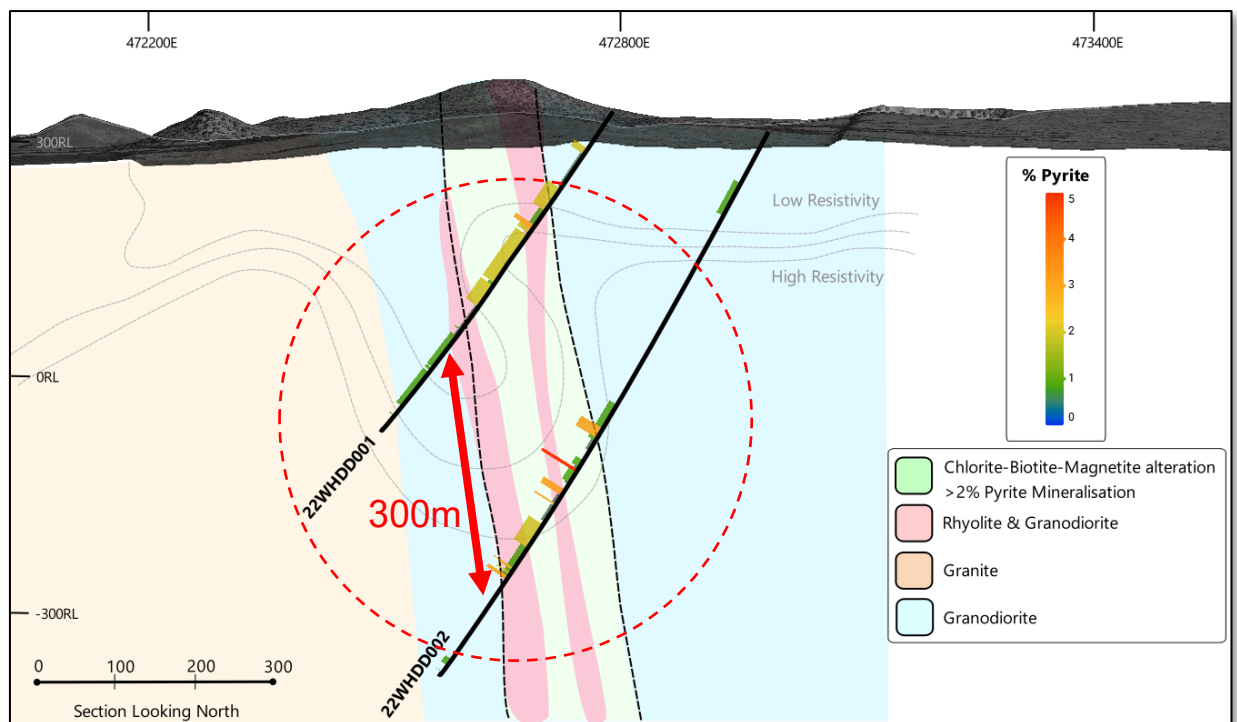 472200E
472800E
473400E
300RL
% Pyrite
5
4
3
2
1
0
Low Resistivity
High Resistivity
0RL
22WHDD001
300m
Chlorite-Biotite-Magnetite alteration
>2% Pyrite Mineralisation
Rhyolite & Granodiorite
Granite
Granodiorite
-300RL
22WHDD002
0 100 200 300
Section Looking North